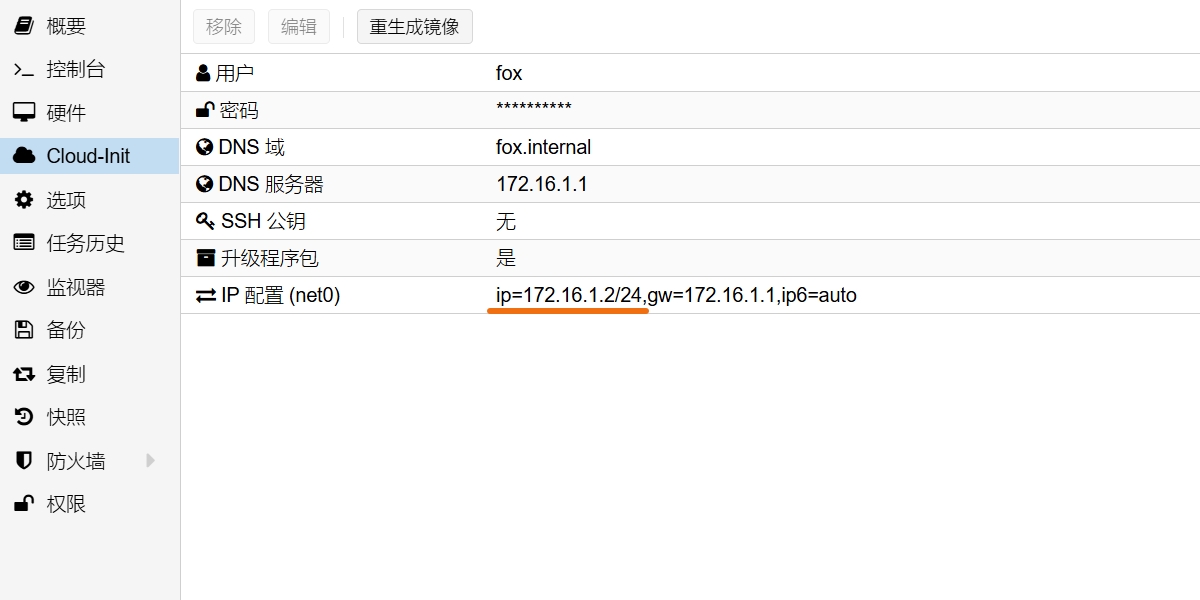 概要
控制台
硬件
Cloud-Init
选项
任务历史
监视器
备份
复制
快照
防火墙
权限
移除 编辑 重生成镜像
用户 fox
密码 **********
DNS 域 fox.internal
DNS 服务器 172.16.1.1
SSH 公钥 无
升级程序包 是
IP 配置 (net0) ip=172.16.1.2/24,gw=172.16.1.1,ip6=auto